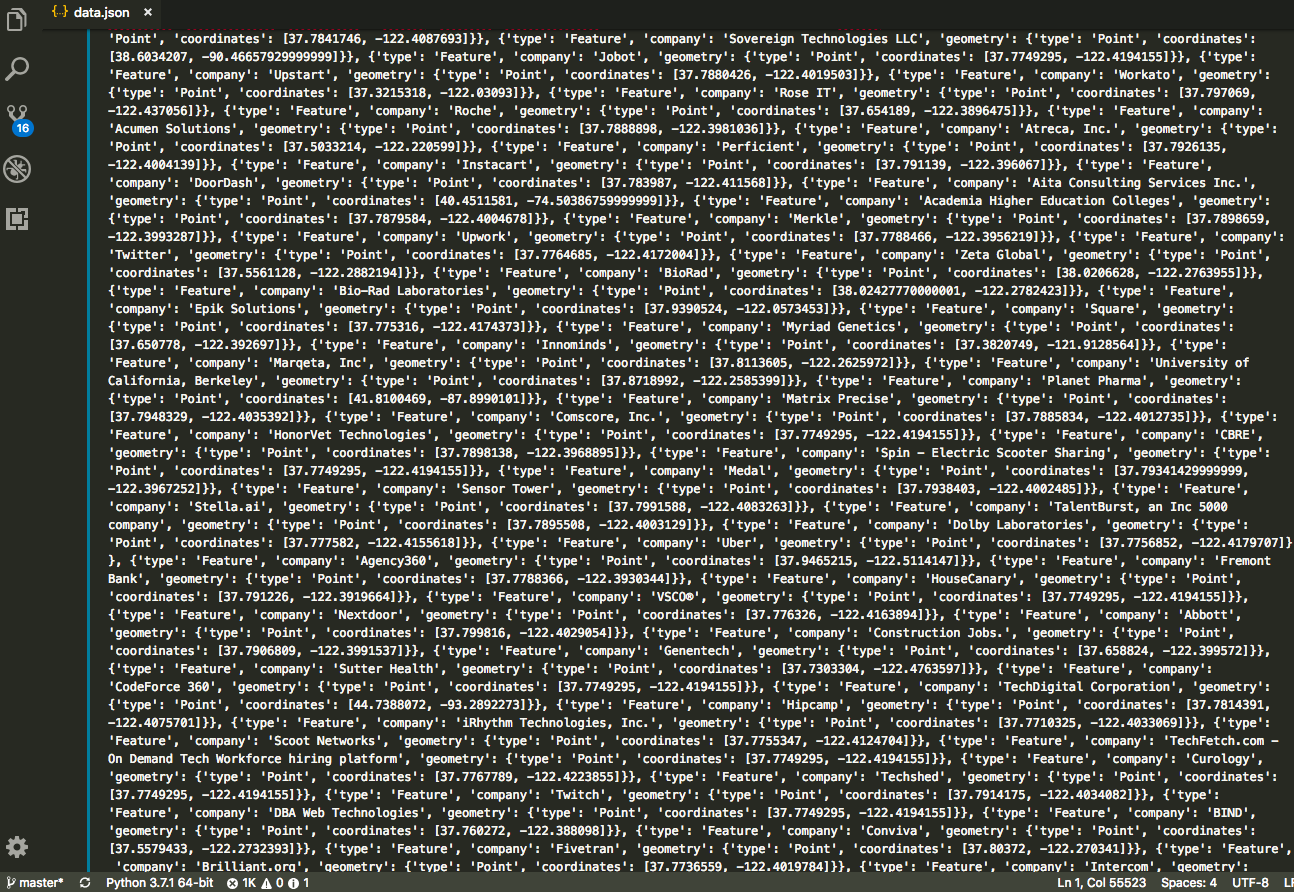 {..} data.json ×
'Point', 'coordinates': [37.7841746, -122.4087693]}}, {'type': 'Feature', 'company': 'Sovereign Technologies LLC', 'geometry': {'type': 'Point', 'coordinates':
[38.6034207, -90.46657929999999]}}, {'type': 'Feature', 'company': 'Jobot', 'geometry': {'type': 'Point', 'coordinates': [37.7749295, -122.4194155]}}, {'type':
'Feature', 'company': 'Upstart', 'geometry': {'type': 'Point', 'coordinates': [37.7880426, -122.4019503]}}, {'type': 'Feature', 'company': 'Workato', 'geometry':
{'type': 'Point', 'coordinates': [37.3215318, -122.03093]}}, {'type': 'Feature', 'company': 'Rose IT', 'geometry': {'type': 'Point', 'coordinates': [37.797069,
-122.437056]}}, {'type': 'Feature', 'company': 'Roche', 'geometry': {'type': 'Point', 'coordinates': [37.654189, -122.3896475]}}, {'type': 'Feature', 'company':
'Acumen Solutions', 'geometry': {'type': 'Point', 'coordinates': [37.7888898, -122.3981036]}}, {'type': 'Feature', 'company': 'Atreca, Inc.', 'geometry': {'type':
'Point', 'coordinates': [37.5033214, -122.220599]}}, {'type': 'Feature', 'company': 'Perficient', 'geometry': {'type': 'Point', 'coordinates': [37.7926135,
-122.4004139]}}, {'type': 'Feature', 'company': 'Instacart', 'geometry': {'type': 'Point', 'coordinates': [37.791139, -122.396067]}}, {'type': 'Feature',
'company': 'DoorDash', 'geometry': {'type': 'Point', 'coordinates': [37.783987, -122.411568]}}, {'type': 'Feature', 'company': 'Aita Consulting Services Inc.',
'geometry': {'type': 'Point', 'coordinates': [40.4511581, -74.50386759999999]}}, {'type': 'Feature', 'company': 'Academia Higher Education Colleges', 'geometry':
{'type': 'Point', 'coordinates': [37.7879584, -122.4004678]}}, {'type': 'Feature', 'company': 'Merkle', 'geometry': {'type': 'Point', 'coordinates': [37.7898659,
-122.3993287]}}, {'type': 'Feature', 'company': 'Upwork', 'geometry': {'type': 'Point', 'coordinates': [37.7788466, -122.3956219]}}, {'type': 'Feature', 'company':
'Twitter', 'geometry': {'type': 'Point', 'coordinates': [37.7764685, -122.4172004]}}, {'type': 'Feature', 'company': 'Zeta Global', 'geometry': {'type': 'Point',
'coordinates': [37.5561128, -122.2882194]}}, {'type': 'Feature', 'company': 'BioRad', 'geometry': {'type': 'Point', 'coordinates': [38.0206628, -122.2763955]}},
{'type': 'Feature', 'company': 'Bio-Rad Laboratories', 'geometry': {'type': 'Point', 'coordinates': [38.02427770000001, -122.2782423]}}, {'type': 'Feature',
'company': 'Epik Solutions', 'geometry': {'type': 'Point', 'coordinates': [37.9390524, -122.0573453]}}, {'type': 'Feature', 'company': 'Square', 'geometry':
{'type': 'Point', 'coordinates': [37.775316, -122.4174373]}}, {'type': 'Feature', 'company': 'Myriad Genetics', 'geometry': {'type': 'Point', 'coordinates':
[37.650778, -122.392697]}}, {'type': 'Feature', 'company': 'Innominds', 'geometry': {'type': 'Point', 'coordinates': [37.3820749, -121.9128564]}}, {'type':
'Feature', 'company': 'Marqeta, Inc', 'geometry': {'type': 'Point', 'coordinates': [37.8113605, -122.2625972]}}, {'type': 'Feature', 'company': 'University of
California, Berkeley', 'geometry': {'type': 'Point', 'coordinates': [37.8718992, -122.2585399]}}, {'type': 'Feature', 'company': 'Planet Pharma', 'geometry':
{'type': 'Point', 'coordinates': [41.8100469, -87.8990101]}}, {'type': 'Feature', 'company': 'Matrix Precise', 'geometry': {'type': 'Point', 'coordinates':
[37.7948329, -122.4035392]}}, {'type': 'Feature', 'company': 'Comscore, Inc.', 'geometry': {'type': 'Point', 'coordinates': [37.7885834, -122.4012735]}}, {'type':
'Feature', 'company': 'HonorVet Technologies', 'geometry': {'type': 'Point', 'coordinates': [37.7749295, -122.4194155]}}, {'type': 'Feature', 'company': 'CBRE',
'geometry': {'type': 'Point', 'coordinates': [37.7898138, -122.3968895]}}, {'type': 'Feature', 'company': 'Spin - Electric Scooter Sharing', 'geometry': {'type':
'Point', 'coordinates': [37.7749295, -122.4194155]}}, {'type': 'Feature', 'company': 'Medal', 'geometry': {'type': 'Point', 'coordinates': [37.79341429999999,
-122.3967252]}}, {'type': 'Feature', 'company': 'Sensor Tower', 'geometry': {'type': 'Point', 'coordinates': [37.7938403, -122.4002485]}}, {'type': 'Feature',
'company': 'Stella.ai', 'geometry': {'type': 'Point', 'coordinates': [37.7991588, -122.4083263]}}, {'type': 'Feature', 'company': 'TalentBurst, an Inc 5000
company', 'geometry': {'type': 'Point', 'coordinates': [37.7895508, -122.4003129]}}, {'type': 'Feature', 'company': 'Dolby Laboratories', 'geometry': {'type':
'Point', 'coordinates': [37.777582, -122.4155618]}}, {'type': 'Feature', 'company': 'Uber', 'geometry': {'type': 'Point', 'coordinates': [37.7756852, -122.4179707]}
}, {'type': 'Feature', 'company': 'Agency360', 'geometry': {'type': 'Point', 'coordinates': [37.9465215, -122.5114147]}}, {'type': 'Feature', 'company': 'Fremont
Bank', 'geometry': {'type': 'Point', 'coordinates': [37.7788366, -122.3930344]}}, {'type': 'Feature', 'company': 'HouseCanary', 'geometry': {'type': 'Point',
'coordinates': [37.791226, -122.3919664]}}, {'type': 'Feature', 'company': 'VSCO®', 'geometry': {'type': 'Point', 'coordinates': [37.7749295, -122.4194155]}},
{'type': 'Feature', 'company': 'Nextdoor', 'geometry': {'type': 'Point', 'coordinates': [37.776326, -122.4163894]}}, {'type': 'Feature', 'company': 'Abbott',
'geometry': {'type': 'Point', 'coordinates': [37.799816, -122.4029054]}}, {'type': 'Feature', 'company': 'Construction Jobs.', 'geometry': {'type': 'Point',
'coordinates': [37.7906809, -122.3991537]}}, {'type': 'Feature', 'company': 'Genentech', 'geometry': {'type': 'Point', 'coordinates': [37.658824, -122.399572]}},
{'type': 'Feature', 'company': 'Sutter Health', 'geometry': {'type': 'Point', 'coordinates': [37.7303304, -122.4763597]}}, {'type': 'Feature', 'company':
'CodeForce 360', 'geometry': {'type': 'Point', 'coordinates': [37.7749295, -122.4194155]}}, {'type': 'Feature', 'company': 'TechDigital Corporation', 'geometry':
{'type': 'Point', 'coordinates': [44.7388072, -93.2892273]}}, {'type': 'Feature', 'company': 'Hipcamp', 'geometry': {'type': 'Point', 'coordinates': [37.7814391,
-122.4075701]}}, {'type': 'Feature', 'company': 'iRhythm Technologies, Inc.', 'geometry': {'type': 'Point', 'coordinates': [37.7710325, -122.4033069]}}, {'type':
'Feature', 'company': 'Scoot Networks', 'geometry': {'type': 'Point', 'coordinates': [37.7755347, -122.4124704]}}, {'type': 'Feature', 'company': 'TechFetch.com -
On Demand Tech Workforce hiring platform', 'geometry': {'type': 'Point', 'coordinates': [37.7749295, -122.4194155]}}, {'type': 'Feature', 'company': 'Curology',
'geometry': {'type': 'Point', 'coordinates': [37.7767789, -122.4223855]}}, {'type': 'Feature', 'company': 'Techshed', 'geometry': {'type': 'Point', 'coordinates':
[37.7749295, -122.4194155]}}, {'type': 'Feature', 'company': 'Twitch', 'geometry': {'type': 'Point', 'coordinates': [37.7914175, -122.4034082]}}, {'type':
'Feature', 'company': 'DBA Web Technologies', 'geometry': {'type': 'Point', 'coordinates': [37.7749295, -122.4194155]}}, {'type': 'Feature', 'company': 'BIND',
'geometry': {'type': 'Point', 'coordinates': [37.760272, -122.388098]}}, {'type': 'Feature', 'company': 'Conviva', 'geometry': {'type': 'Point', 'coordinates':
[37.5579433, -122.2732393]}}, {'type': 'Feature', 'company': 'Fivetran', 'geometry': {'type': 'Point', 'coordinates': [37.80372, -122.270341]}}, {'type': 'Feature',
'company': 'Brilliant.org', 'geometry': {'type': 'Point', 'coordinates': [37.7736559, -122.4019784]}}, {'type': 'Feature', 'company': 'Intercom', 'geometry':
16
master* Python 3.7.1 64-bit 1K 0 1 Ln 1, Col 55523 Spaces: 4 UTF-8